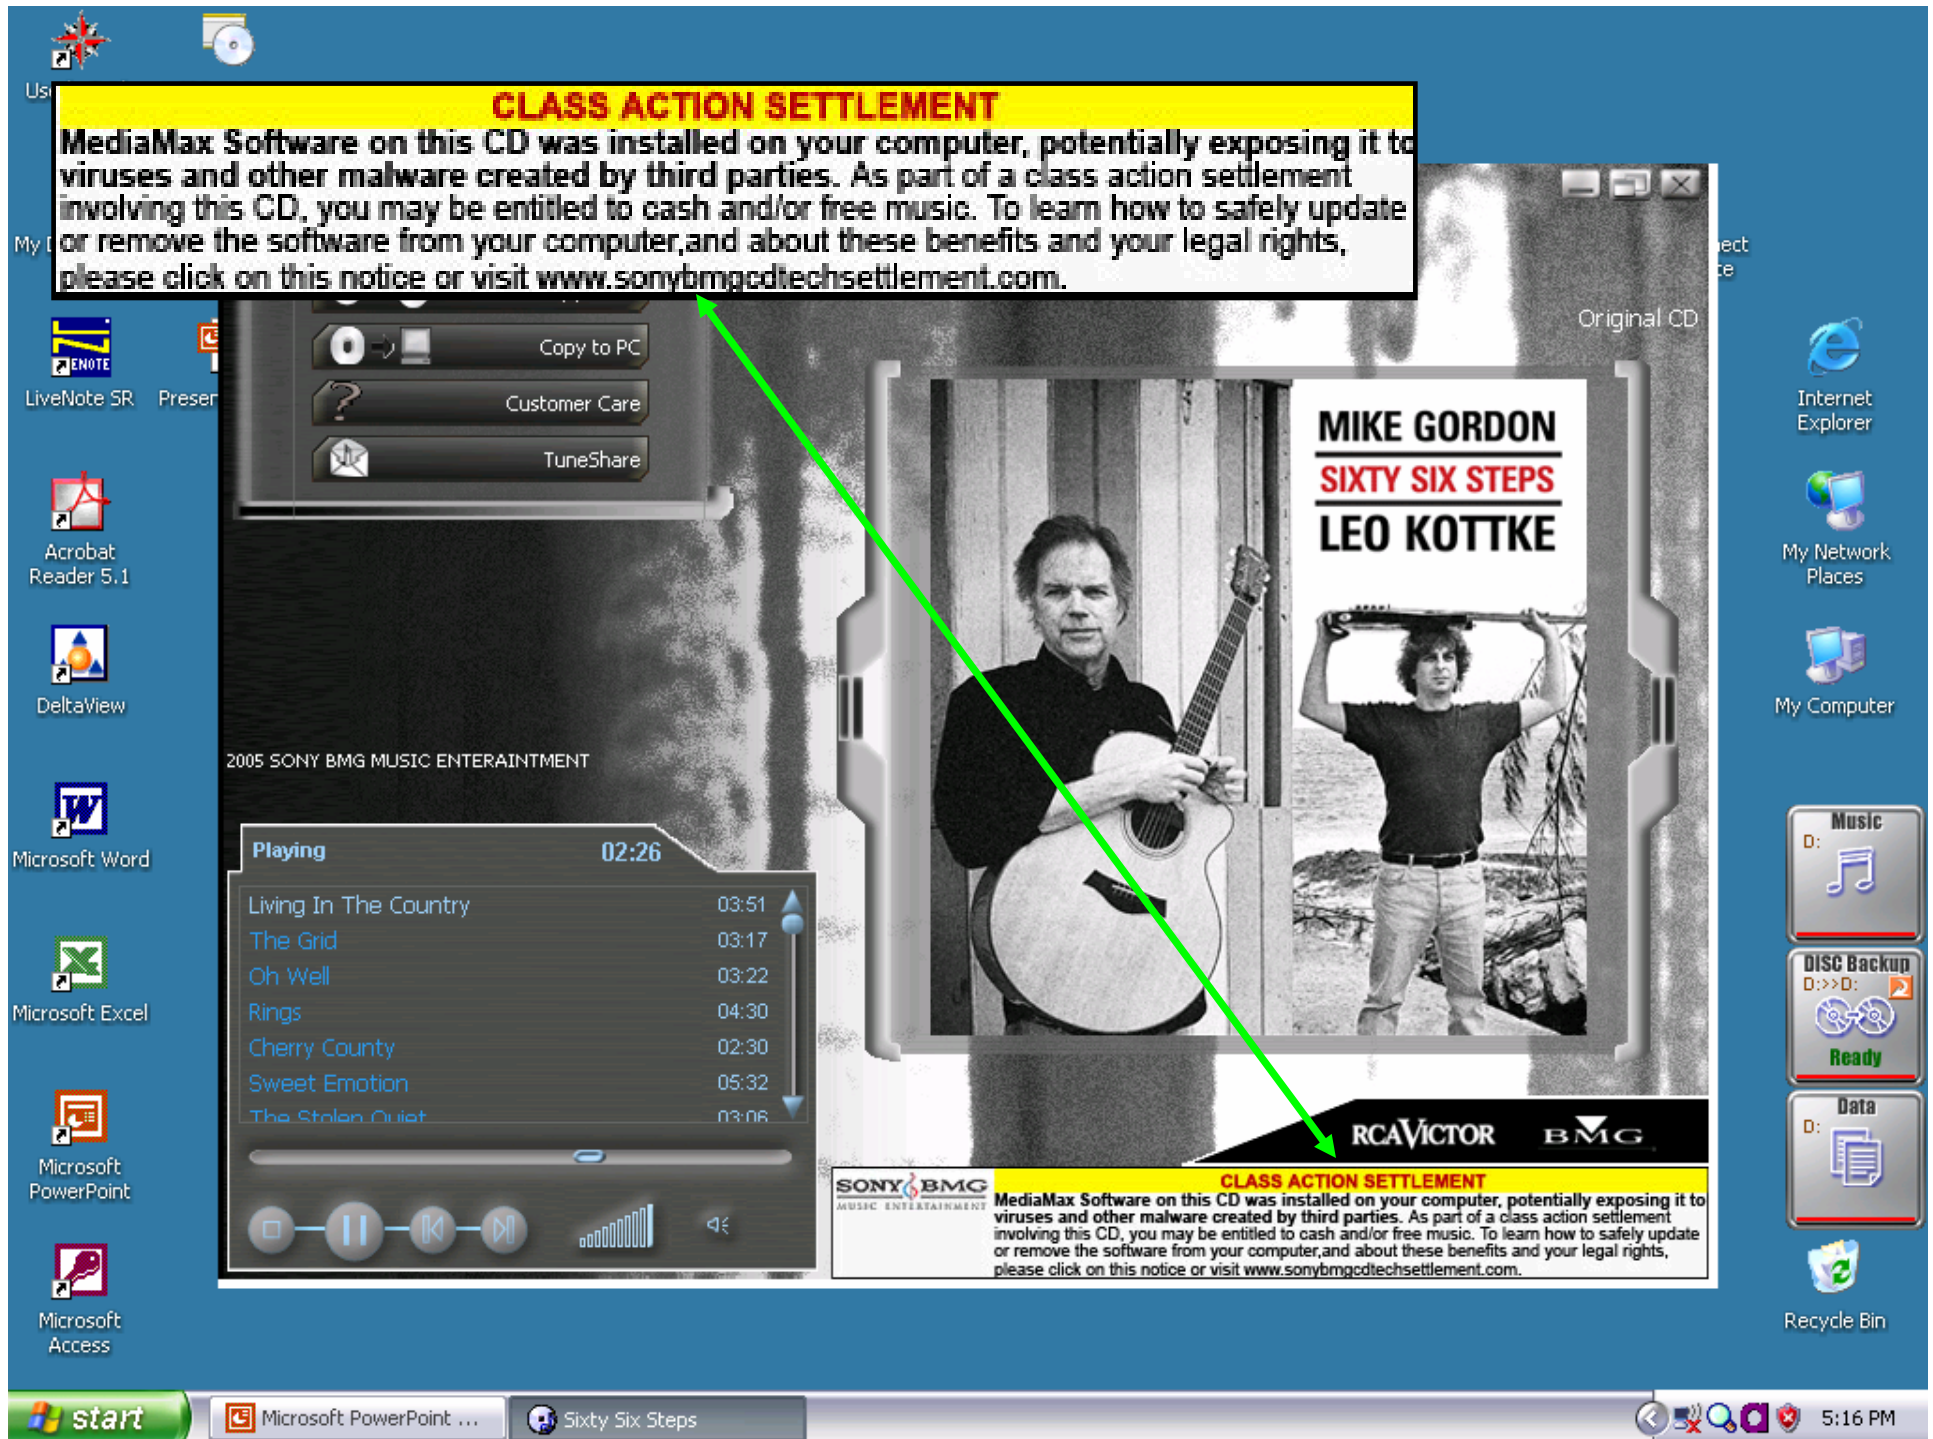 CLASS ACTION SETTLEMENT
MediaMax Software on this CD was installed on your computer, potentially exposing it to
viruses and other malware created by third parties. As part of a class action settlement
involving this CD, you may be entitled to cash and/or free music. To learn how to safely update
or remove the software from your computer,and about these benefits and your legal rights,
please click on this notice or visit www.sonybmgcdtechsettlement.com.
My
Original CD
Copy to PC
Customer Care
TuneShare
ENOTE
LiveNote SR
Presen
Internet
Explorer
MIKE GORDON
SIXTY SIX STEPS
LEO KOTTKE
Acrobat
Reader 5.1
My Network
Places
DeltaView
My Computer
2005 SONY BMG MUSIC ENTERAINTMENT
Microsoft Word
Playing 02:26
Living In The Country 03:51
The Grid 03:17
Oh Well 03:22
Rings 04:30
Cherry County 02:30
Sweet Emotion 05:32
The Stolen Quiet 03:06
Music
D:
DISC Backup
D:>>D:
Ready
Data
D:
Microsoft Excel
Microsoft
PowerPoint
RCA VICTOR BMG
SONY BMG
MUSIC ENTERTAINMENT
CLASS ACTION SETTLEMENT
MediaMax Software on this CD was installed on your computer, potentially exposing it to
viruses and other malware created by third parties. As part of a class action settlement
involving this CD, you may be entitled to cash and/or free music. To learn how to safely update
or remove the software from your computer,and about these benefits and your legal rights,
please click on this notice or visit www.sonybmgcdtechsettlement.com.
Microsoft
Access
Recycle Bin
start
Microsoft PowerPoint ...
Sixty Six Steps
5:16 PM